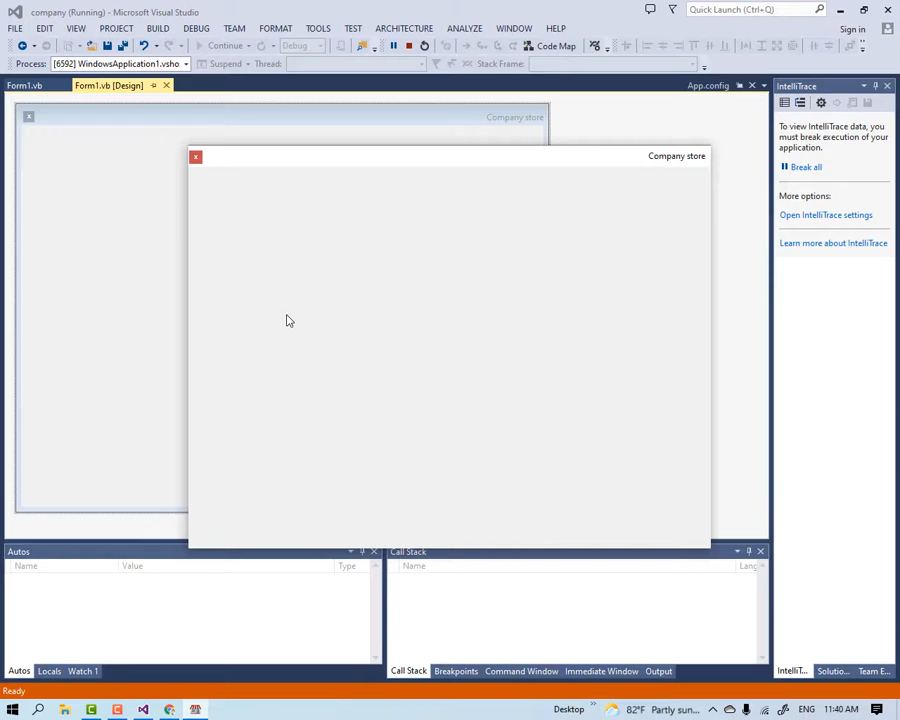 company (Running) - Microsoft Visual Studio
Quick Launch (Ctrl+Q)
FILE EDIT VIEW PROJECT BUILD DEBUG TEAM FORMAT TOOLS TEST ARCHITECTURE ANALYZE WINDOW HELP
Sign in
Continue Debug Code Map
Process: [6592] WindowsApplication1.vsho Suspend Thread: Stack Frame:
Form1.vb Form1.vb [Design] App.config
IntelliTrace
Company store
Company store
To view IntelliTrace data, you
must break execution of your
application.
Break all
More options:
Open IntelliTrace settings
Learn more about IntelliTrace
Autos
Name Value Type
Call Stack
Name Lang
Autos Locals Watch 1
Call Stack Breakpoints Command Window Immediate Window Output
IntelliT... Solutio... Team E...
Ready
Desktop 82°F Partly sun... ENG 11:40 AM